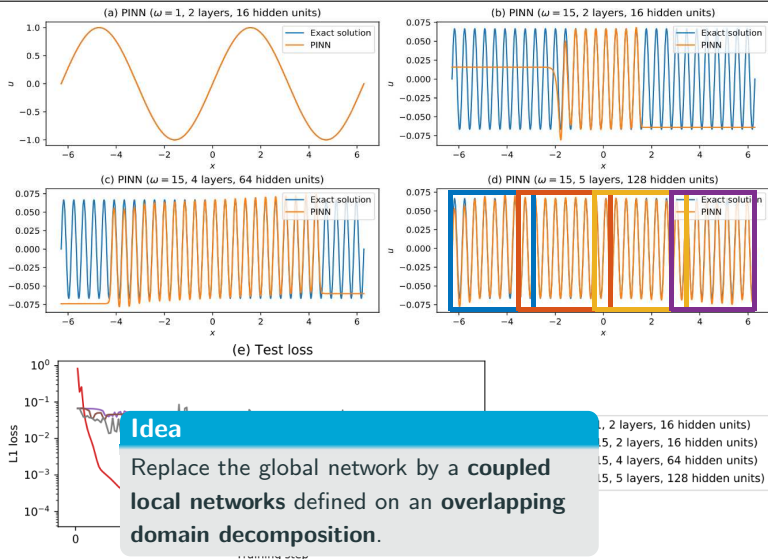 (a) PINN (ω = 1, 2 layers, 16 hidden units)
1.0
0.5
0.0
−0.5
−1.0
u
−6 −4 −2 0 2 4 6
x
Exact solution
PINN
(b) PINN (ω = 15, 2 layers, 16 hidden units)
0.075
0.050
0.025
0.000
−0.025
−0.050
−0.075
u
−6 −4 −2 0 2 4 6
x
Exact solution
PINN
(c) PINN (ω = 15, 4 layers, 64 hidden units)
0.075
0.050
0.025
0.000
−0.025
−0.050
−0.075
u
−6 −4 −2 0 2 4 6
x
Exact solution
PINN
(d) PINN (ω = 15, 5 layers, 128 hidden units)
0.075
0.050
0.025
0.000
−0.025
−0.050
−0.075
u
−6 −4 −2 0 2 4 6
x
Exact solution
PINN
(e) Test loss
10⁰
10⁻¹
10⁻²
10⁻³
10⁻⁴
L1 loss
0
1, 2 layers, 16 hidden units)
15, 2 layers, 16 hidden units)
15, 4 layers, 64 hidden units)
15, 5 layers, 128 hidden units)
Idea
Replace the global network by a coupled
local networks defined on an overlapping
domain decomposition.